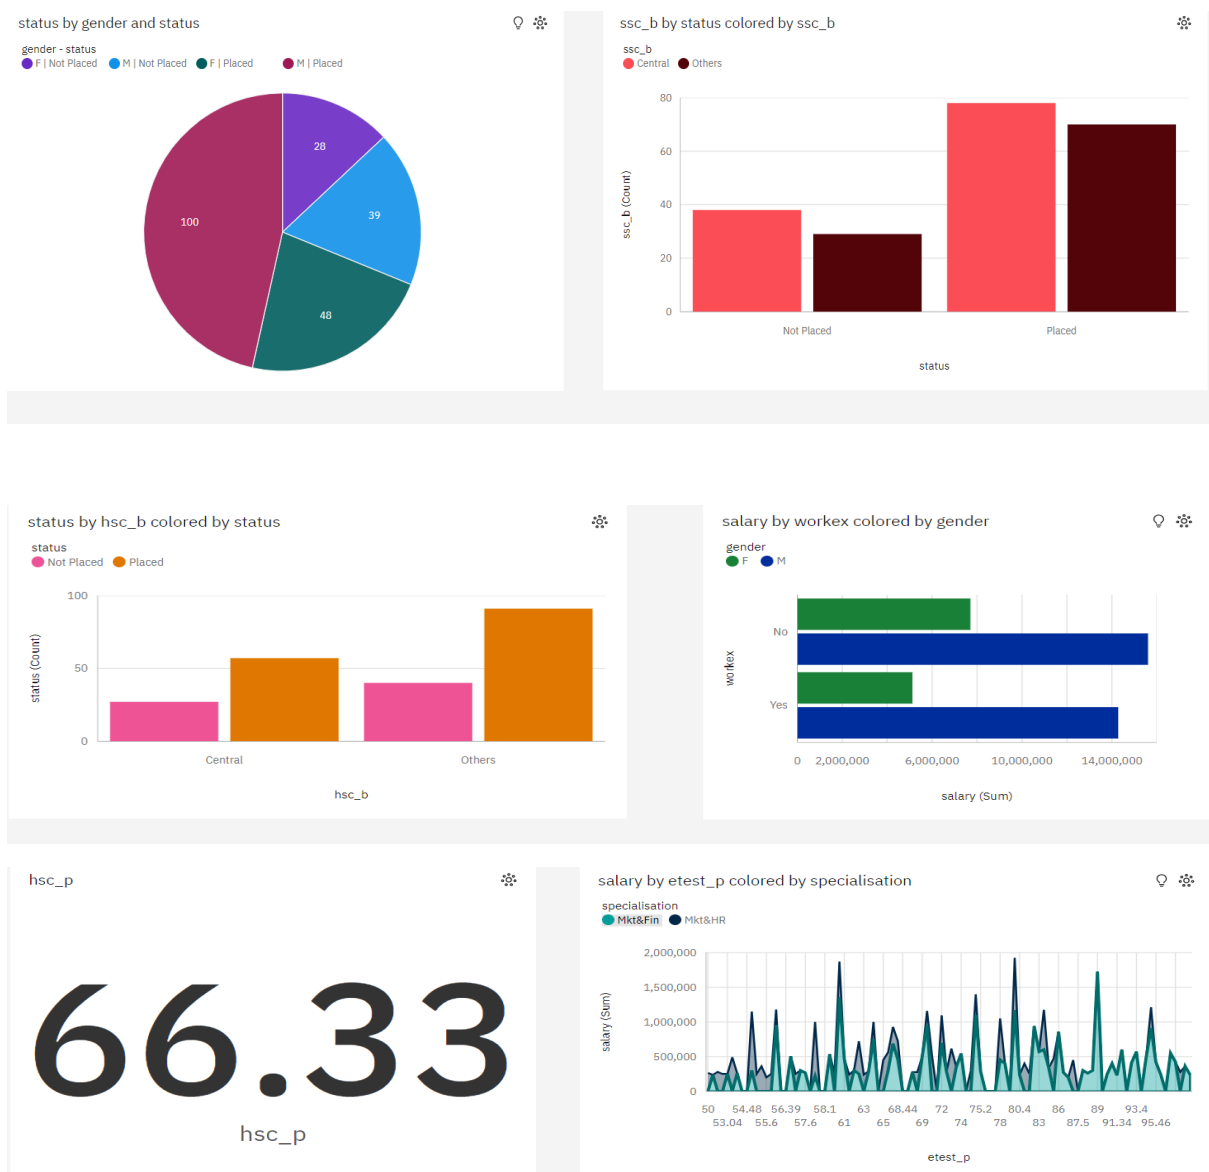 status by gender and status
gender - status
F | Not Placed M | Not Placed F | Placed M | Placed
28
39
100
48
ssc_b by status colored by ssc_b
ssc_b
Central Others
80
60
40
20
0
ssc_b (Count)
Not Placed Placed
status
status by hsc_b colored by status
status
Not Placed Placed
100
50
0
status (Count)
Central Others
hsc_b
salary by workex colored by gender
gender
F M
No
Yes
workex
0 2,000,000 6,000,000 10,000,000 14,000,000
salary (Sum)
hsc_p
66.33
hsc_p
salary by etest_p colored by specialisation
specialisation
Mkt&Fin Mkt&HR
2,000,000
1,500,000
1,000,000
500,000
0
salary (Sum)
50 54.48 56.39 58.1 63 68.44 72 75.2 80.4 86 89 93.4
53.04 55.6 57.6 61 65 69 74 78 83 87.5 91.34 95.46
etest_p